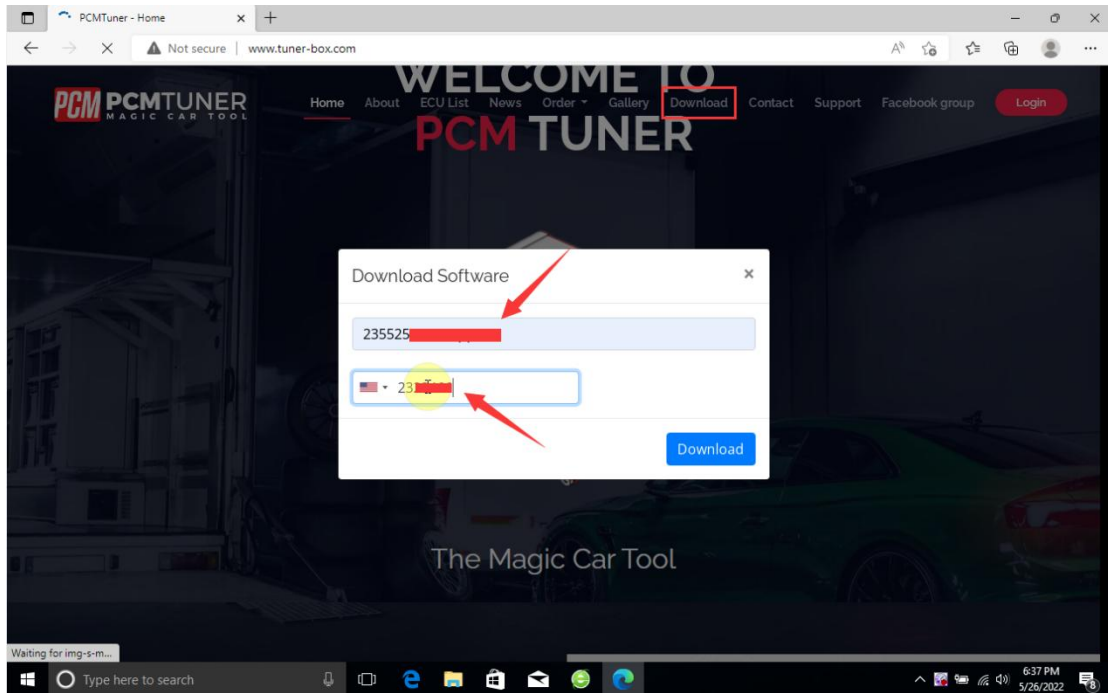 PCMTuner - Home
Not secure | www.tuner-box.com
WELCOME TO
PCM TUNER
PCM PCMTUNER
MAGIC CAR TOOL
Home About ECU List News Order Gallery Download Contact Support Facebook group Login
Download Software
235525
23
Download
The Magic Car Tool
Waiting for img-s-m...
Type here to search
6:37 PM
5/26/2022
8